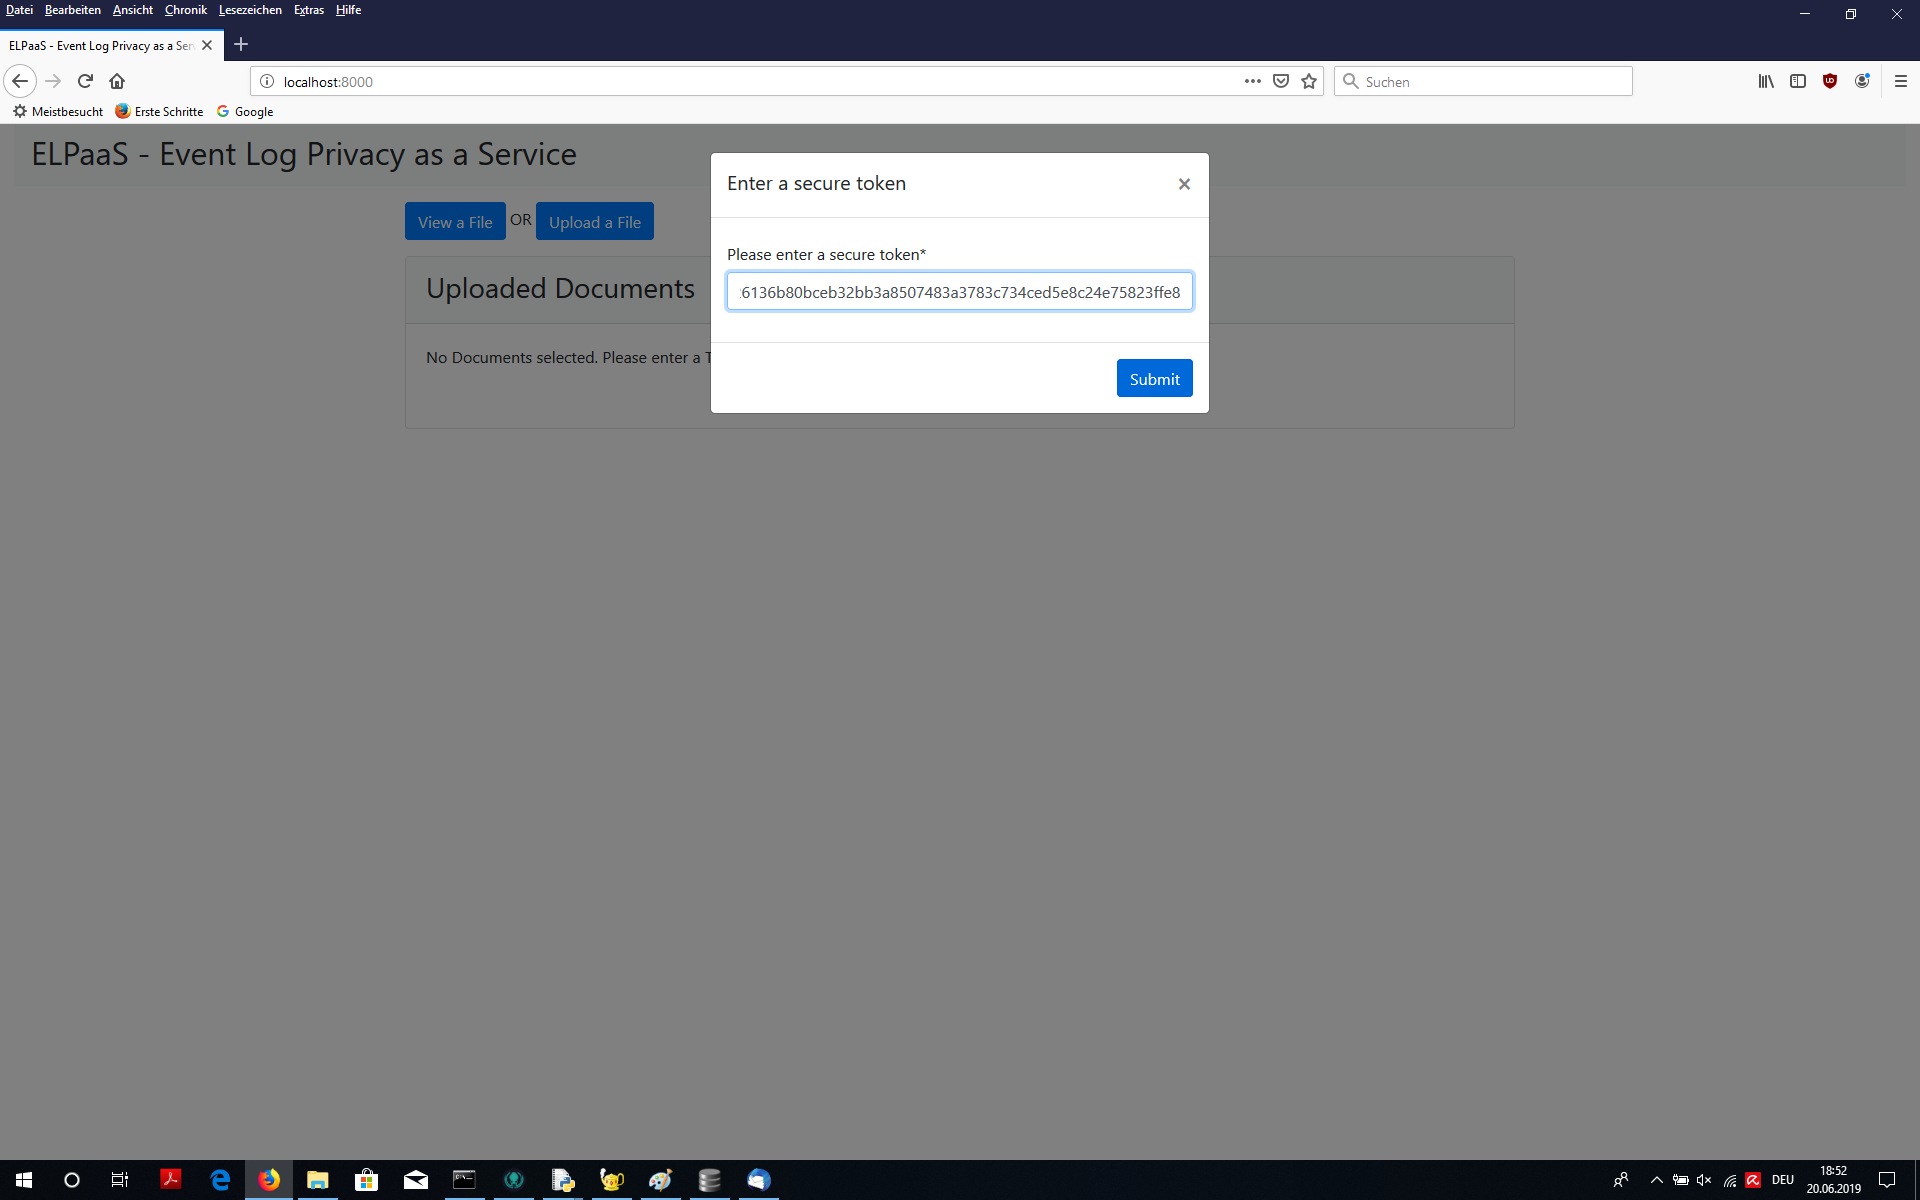 Datei Bearbeiten Ansicht Chronik Lesezeichen Extras Hilfe
ELPaaS - Event Log Privacy as a Ser
localhost:8000
Suchen
Meistbesucht Erste Schritte Google
ELPaaS - Event Log Privacy as a Service
Enter a secure token
View a File OR Upload a File
Please enter a secure token*
6136b80bceb32bb3a8507483a3783c734ced5e8c24e75823ffe8
Uploaded Documents
No Documents selected. Please enter a T
Submit
DEU
18:52
20.06.2019